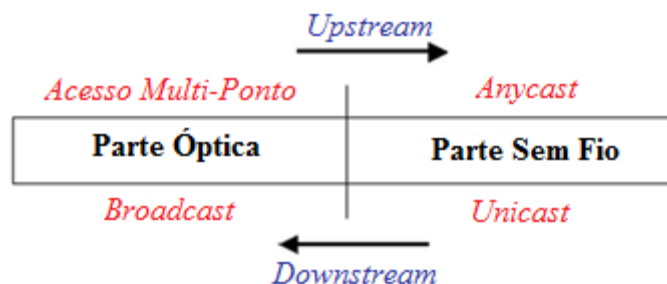 Upstream
Acesso Multi-Ponto Anycast
Parte Óptica Parte Sem Fio
Broadcast Unicast
Downstream